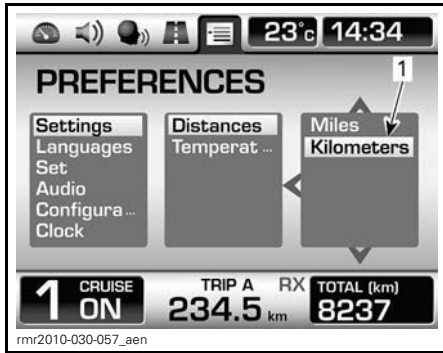 23°c 14:34
PREFERENCES
1
Settings
Languages
Set
Audio
Configura ...
Clock
Distances
Temperat ...
Miles
Kilometers
1 CRUISE ON
TRIP A
234.5 km
RX
TOTAL (km)
8237
rmr2010-030-057_aen